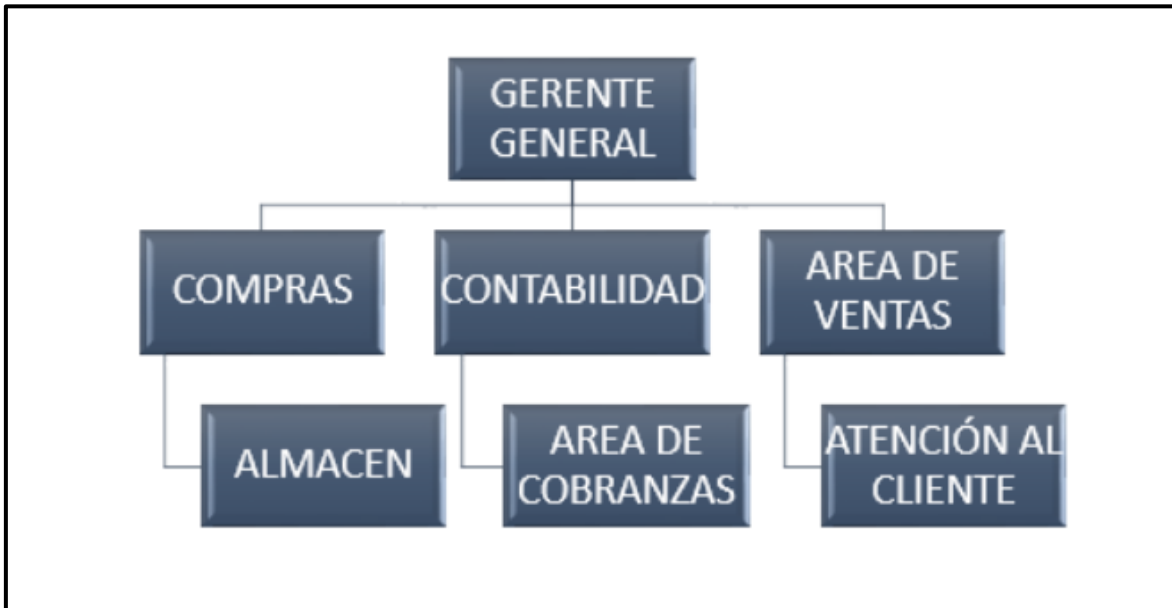 GERENTE
GENERAL
COMPRAS
CONTABILIDAD
AREA DE
VENTAS
ALMACEN
AREA DE
COBRANZAS
ATENCIÓN AL
CLIENTE